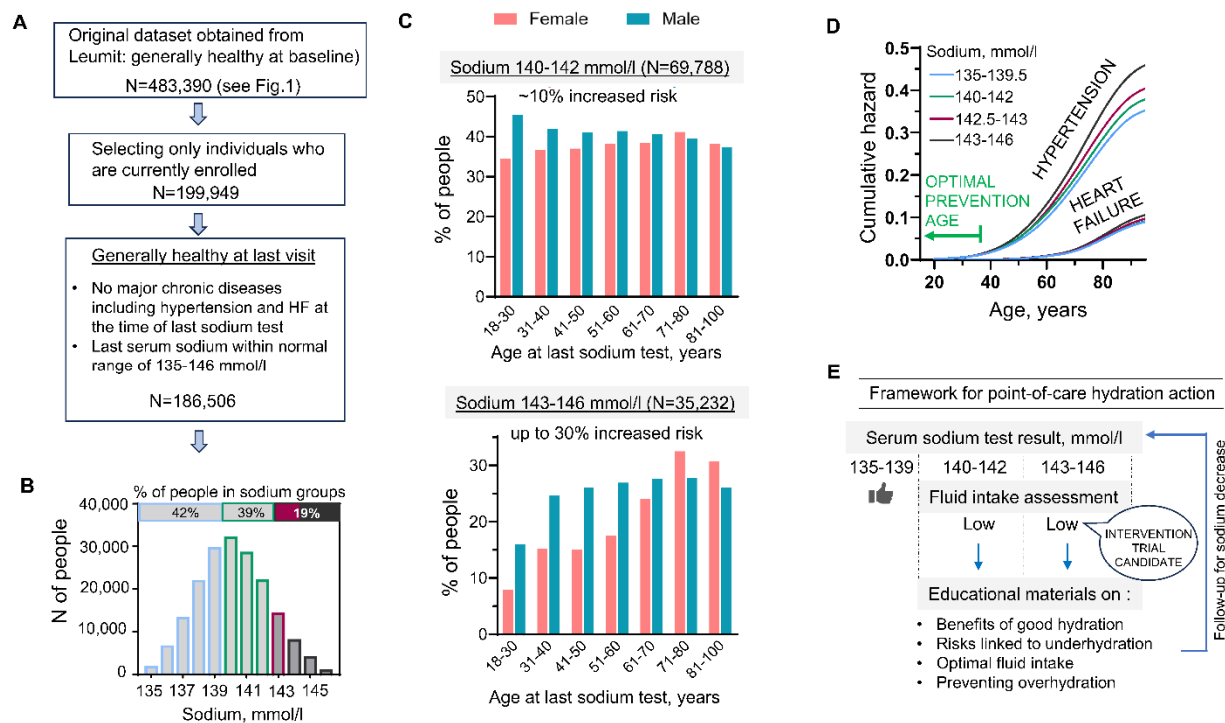 A
Original dataset obtained from
Leumit: generally healthy at baseline)
N=483,390 (see Fig.1)
Selecting only individuals who
are currently enrolled
N=199,949
Generally healthy at last visit
• No major chronic diseases
including hypertension and HF at
the time of last sodium test
• Last serum sodium within normal
range of 135-146 mmol/l
N=186,506
B
% of people in sodium groups
42% 39% 19%
40,000
30,000
20,000
10,000
0
N of people
135 137 139 141 143 145
Sodium, mmol/l
C
Female Male
Sodium 140-142 mmol/l (N=69,788)
~10% increased risk
50
40
30
20
10
0
% of people
18-30 31-40 41-50 51-60 61-70 71-80 81-100
Age at last sodium test, years
Sodium 143-146 mmol/l (N=35,232)
up to 30% increased risk
30
20
10
0
% of people
18-30 31-40 41-50 51-60 61-70 71-80 81-100
Age at last sodium test, years
D
0.5
0.4
0.3
0.2
0.1
0.0
Cumulative hazard
Sodium, mmol/l
135-139.5
140-142
142.5-143
143-146
HYPERTENSION
HEART
FAILURE
OPTIMAL
PREVENTION
AGE
20 40 60 80
Age, years
E
Framework for point-of-care hydration action
Serum sodium test result, mmol/l
135-139 140-142 143-146
Fluid intake assessment
Low Low
INTERVENTION
TRIAL
CANDIDATE
Educational materials on :
• Benefits of good hydration
• Risks linked to underhydration
• Optimal fluid intake
• Preventing overhydration
Follow-up for sodium decrease